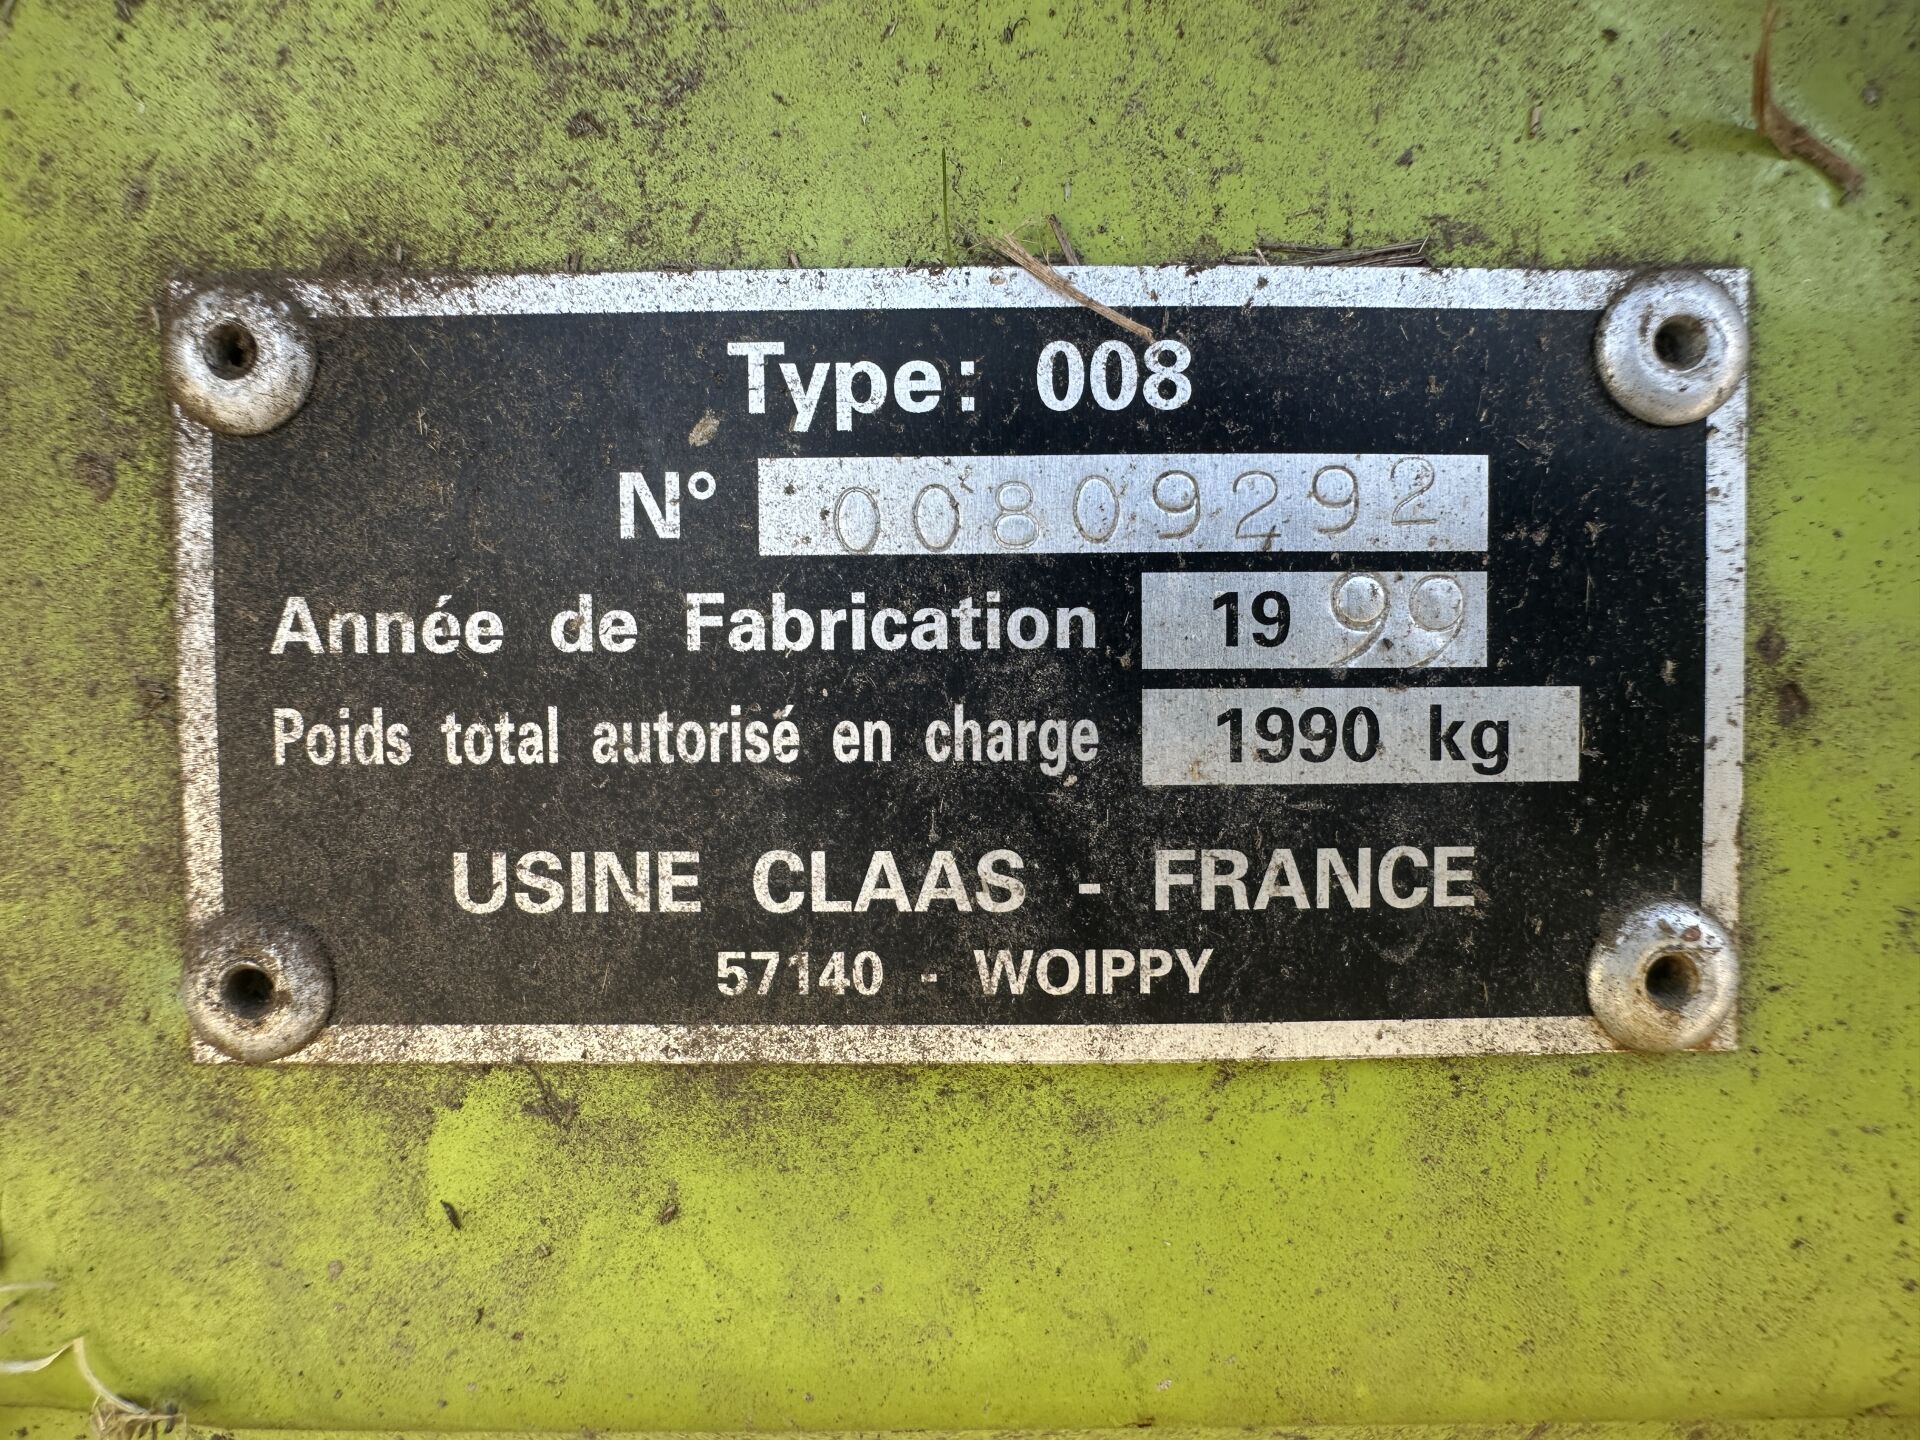 Type: 008
N° 00809292
Année de Fabrication 1999
Poids total autorisé en charge 1990 kg
USINE CLAAS - FRANCE
57140 - WOIPPY